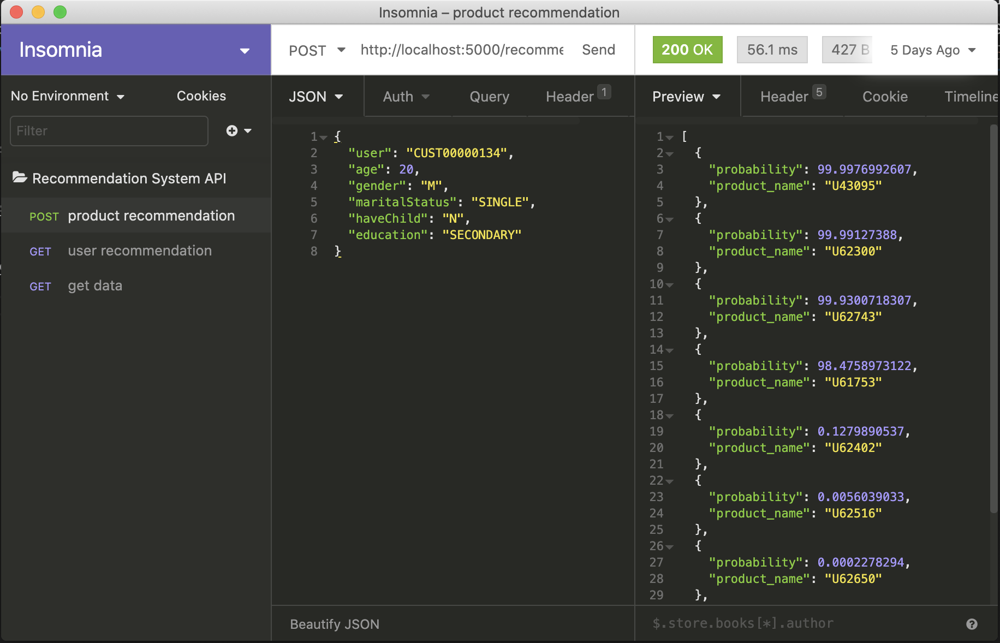 Insomnia – product recommendation
Insomnia
POST http://localhost:5000/recomme Send
200 OK 56.1 ms 427 B 5 Days Ago
No Environment Cookies
Filter
Recommendation System API
POST product recommendation
GET user recommendation
GET get data
JSON Auth Query Header 1
1 {
2 "user": "CUST00000134",
3 "age": 20,
4 "gender": "M",
5 "maritalStatus": "SINGLE",
6 "haveChild": "N",
7 "education": "SECONDARY"
8 }
Beautify JSON
Preview Header 5 Cookie Timeline
1 [
2 {
3 "probability": 99.9976992607,
4 "product_name": "U43095"
5 },
6 {
7 "probability": 99.99127388,
8 "product_name": "U62300"
9 },
10 {
11 "probability": 99.9300718307,
12 "product_name": "U62743"
13 },
14 {
15 "probability": 98.4758973122,
16 "product_name": "U61753"
17 },
18 {
19 "probability": 0.1279890537,
20 "product_name": "U62402"
21 },
22 {
23 "probability": 0.0056039033,
24 "product_name": "U62516"
25 },
26 {
27 "probability": 0.0002278294,
28 "product_name": "U62650"
29 },
$.store.books[*].author